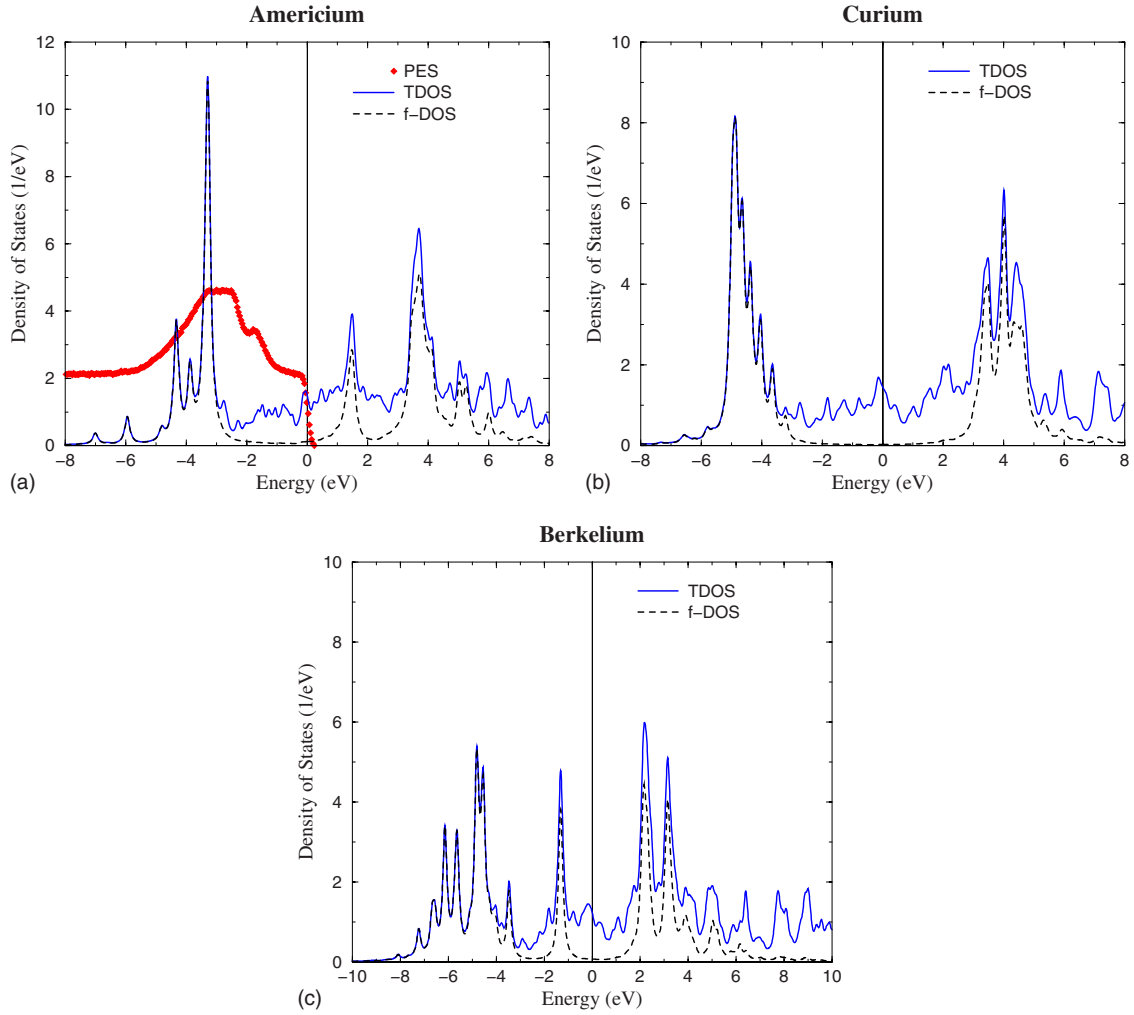 Americium
Density of States (1/eV)
12
10
8
6
4
2
0
PES
TDOS
f−DOS
−8 −6 −4 −2 0 2 4 6 8
Energy (eV)
(a)
Curium
Density of States (1/eV)
10
8
6
4
2
0
TDOS
f−DOS
−8 −6 −4 −2 0 2 4 6 8
Energy (eV)
(b)
Berkelium
Density of States (1/eV)
10
8
6
4
2
0
TDOS
f−DOS
−10 −8 −6 −4 −2 0 2 4 6 8 10
Energy (eV)
(c)